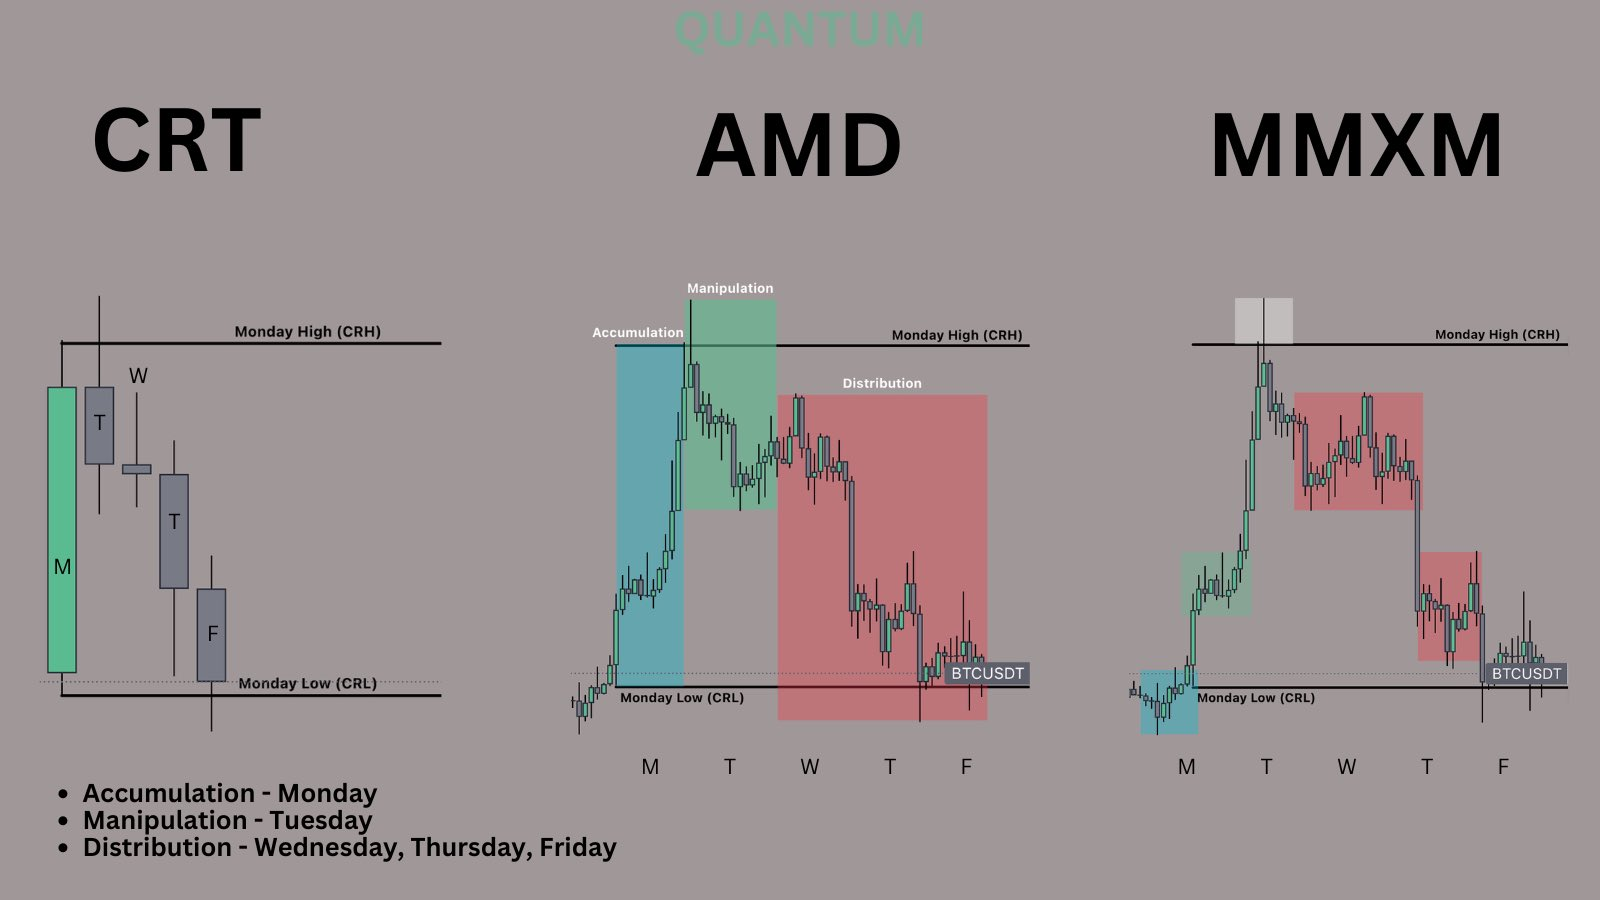 QUANTUM
CRT
AMD
MMXM
Monday High (CRH)
W
T
T
M
F
Monday Low (CRL)
Manipulation
Accumulation
Monday High (CRH)
Distribution
BTCUSDT
Monday Low (CRL)
M T W T F
Monday High (CRH)
BTCUSDT
Monday Low (CRL)
M T W T F
• Accumulation - Monday
• Manipulation - Tuesday
• Distribution - Wednesday, Thursday, Friday